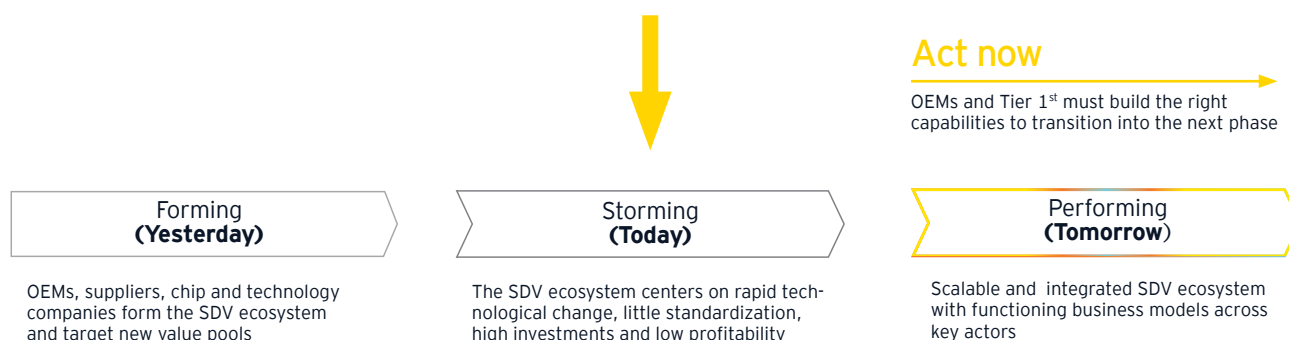 Act now
OEMs and Tier 1st must build the right
capabilities to transition into the next phase
Forming
(Yesterday)
Storming
(Today)
Performing
(Tomorrow)
OEMs, suppliers, chip and technology
companies form the SDV ecosystem
and target new value pools
The SDV ecosystem centers on rapid tech-
nological change, little standardization,
high investments and low profitability
Scalable and integrated SDV ecosystem
with functioning business models across
key actors